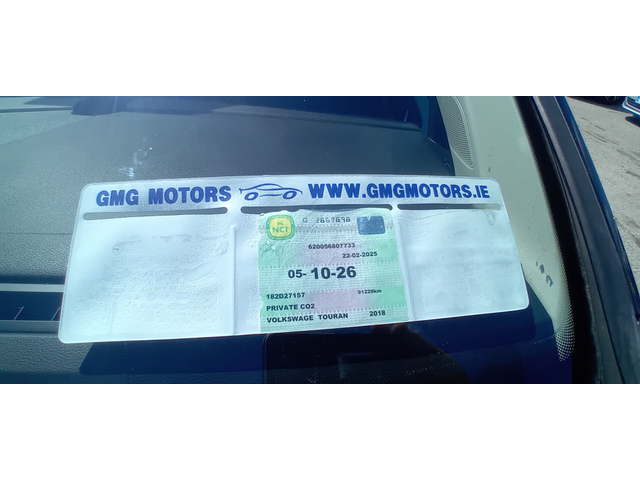 GMG MOTORS WWW.GMGMOTORS.IE
NCT
G 2867898
620056807733
22-02-2025
05- 10-26
182D27157 91228km
PRIVATE CO2
VOLKSWAGE TOURAN 2018